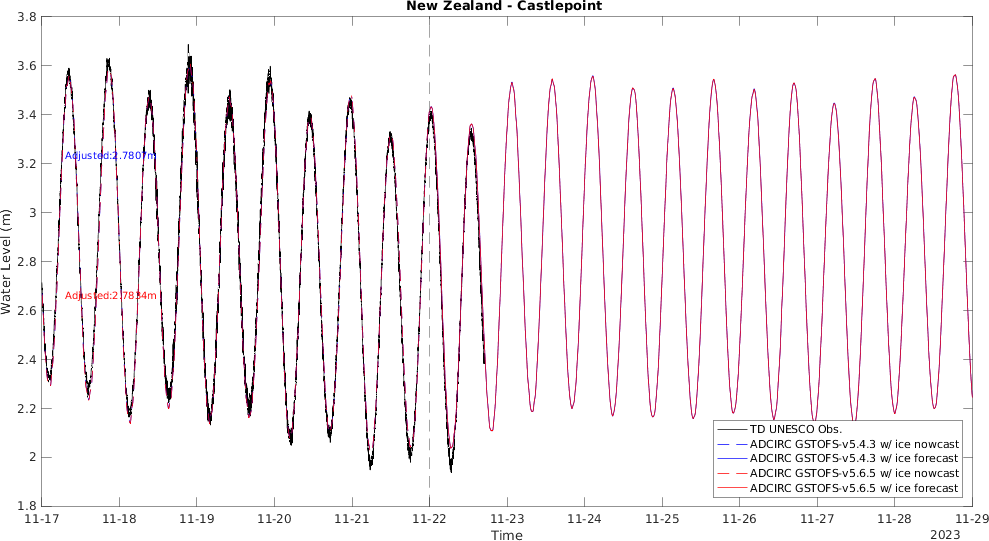 New Zealand - Castlepoint
Water Level (m)
3.8
3.6
3.4
3.2
3
2.8
2.6
2.4
2.2
2
1.8
Adjusted:2.7807m
Adjusted:2.7834m
TD UNESCO Obs.
ADCIRC GSTOFS-v5.4.3 w/ ice nowcast
ADCIRC GSTOFS-v5.4.3 w/ ice forecast
ADCIRC GSTOFS-v5.6.5 w/ ice nowcast
ADCIRC GSTOFS-v5.6.5 w/ ice forecast
11-17 11-18 11-19 11-20 11-21 11-22 11-23 11-24 11-25 11-26 11-27 11-28 11-29
Time
2023